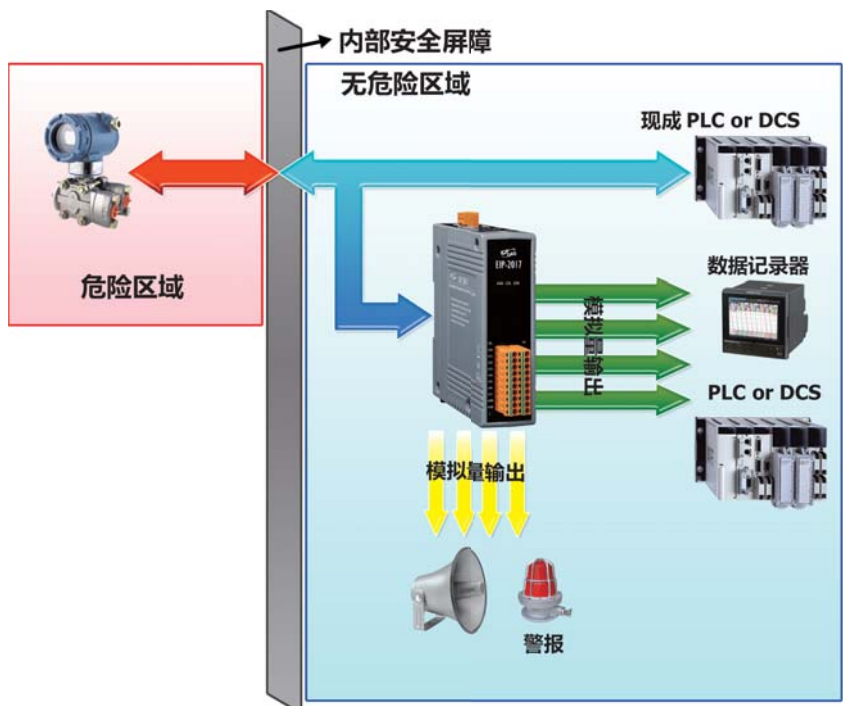 内部安全屏障
无危险区域
现成 PLC or DCS
危险区域
EIP-2017
数据记录器
模拟量输出
PLC or DCS
模拟量输出
警报